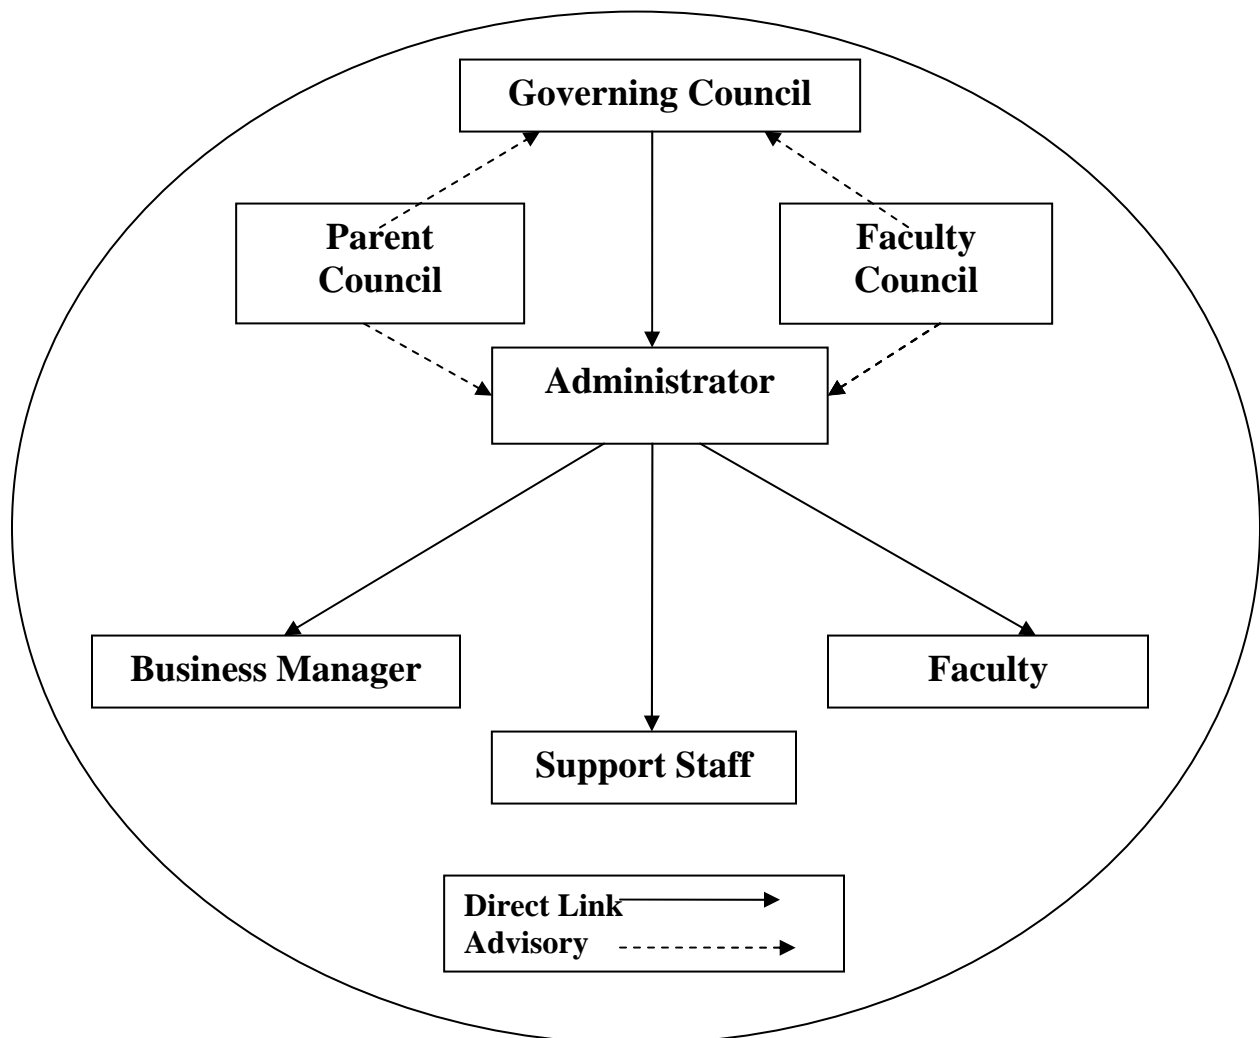 Governing Council
Parent
Council
Faculty
Council
Administrator
Business Manager
Faculty
Support Staff
Direct Link
Advisory